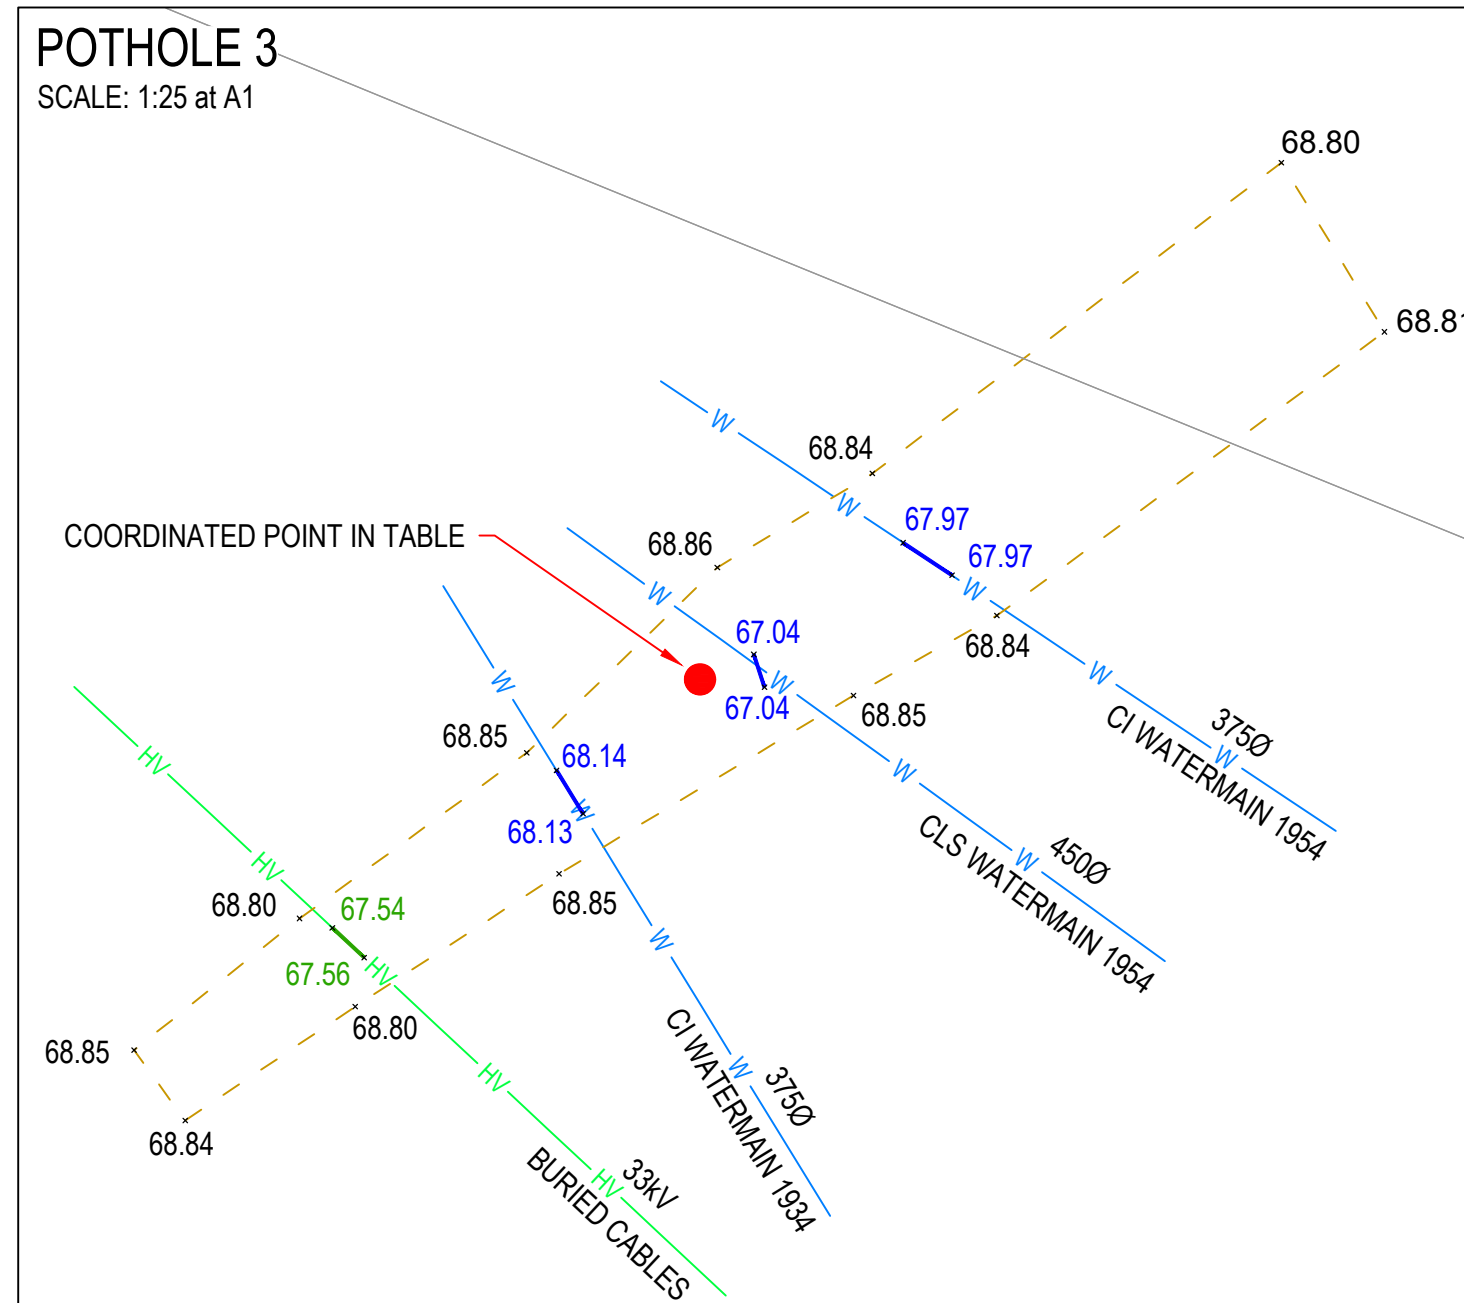 POTHOLE 3
SCALE: 1:25 at A1
68.80
68.81
W
68.84
W
67.97
COORDINATED POINT IN TABLE
68.86
67.97
W
W
67.04
68.84
W
W
W
67.04
68.85
375Ø
CI WATERMAIN 1954
W
68.85
68.14
HV
W
68.13
W
CLS WATERMAIN 1954
450Ø
W
HV
68.85
68.80
67.54
67.56
HV
W
68.80
68.85
CI WATERMAIN 1934
W
375Ø
HV
68.84
BURIED CABLES
33kV
HV